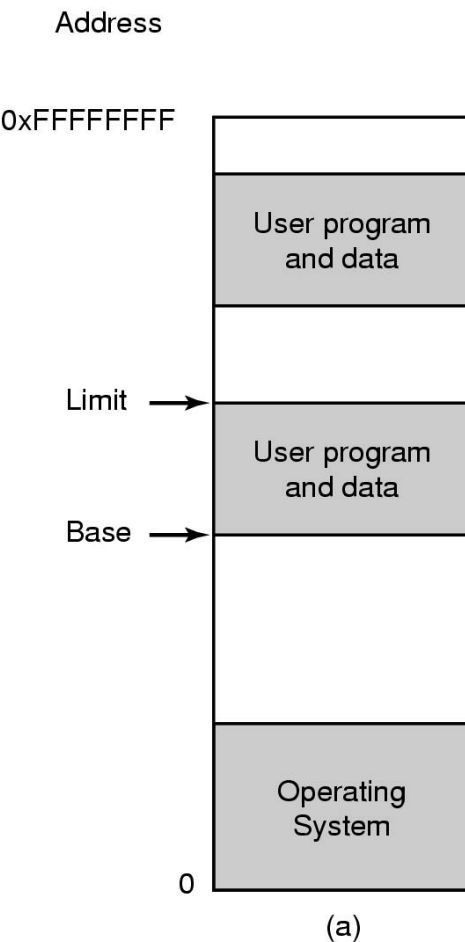 Address
0xFFFFFFFF
User program
and data
Limit
User program
and data
Base
Operating
System
0
(a)